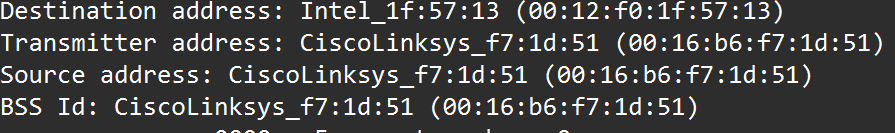 Destination address: Intel_1f:57:13 (00:12:f0:1f:57:13)
Transmitter address: CiscoLinksys_f7:1d:51 (00:16:b6:f7:1d:51)
Source address: CiscoLinksys_f7:1d:51 (00:16:b6:f7:1d:51)
BSS Id: CiscoLinksys_f7:1d:51 (00:16:b6:f7:1d:51)